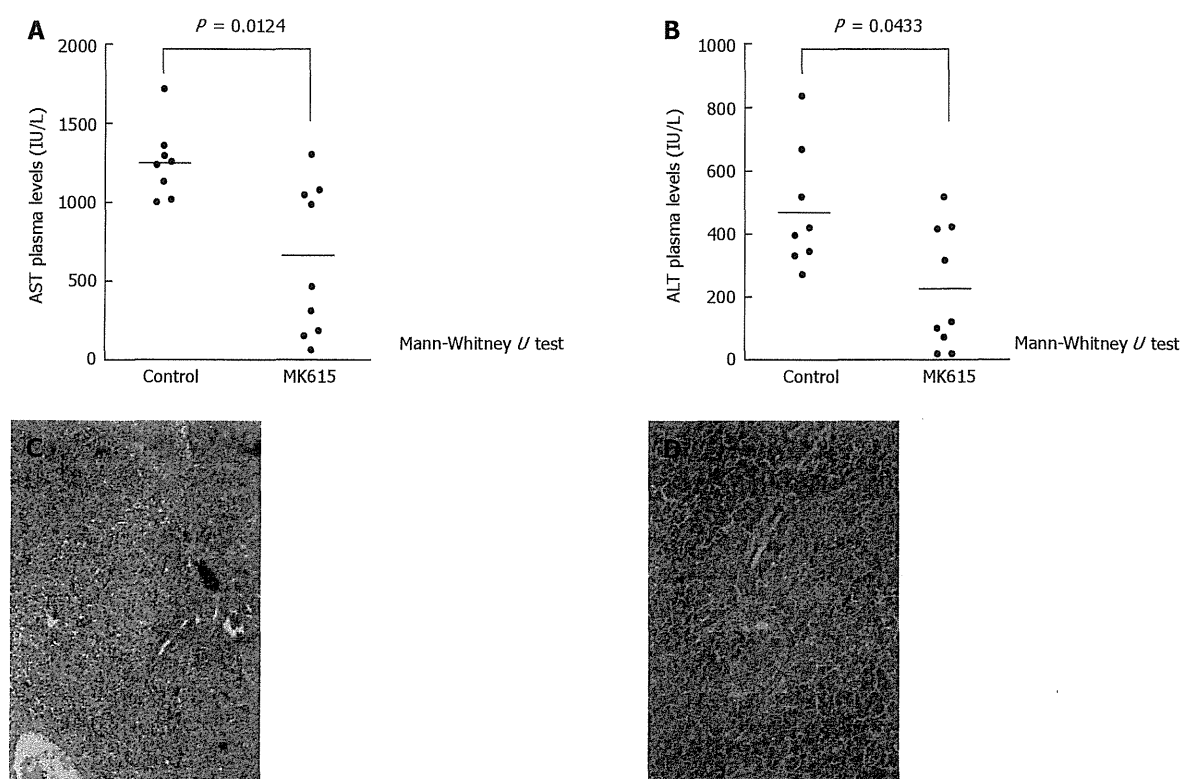 A
P = 0.0124
2000
1500
1000
500
0
AST plasma levels (IU/L)
Control
MK615
Mann-Whitney U test
B
P = 0.0433
1000
800
600
400
200
0
ALT plasma levels (IU/L)
Control
MK615
Mann-Whitney U test
C
D